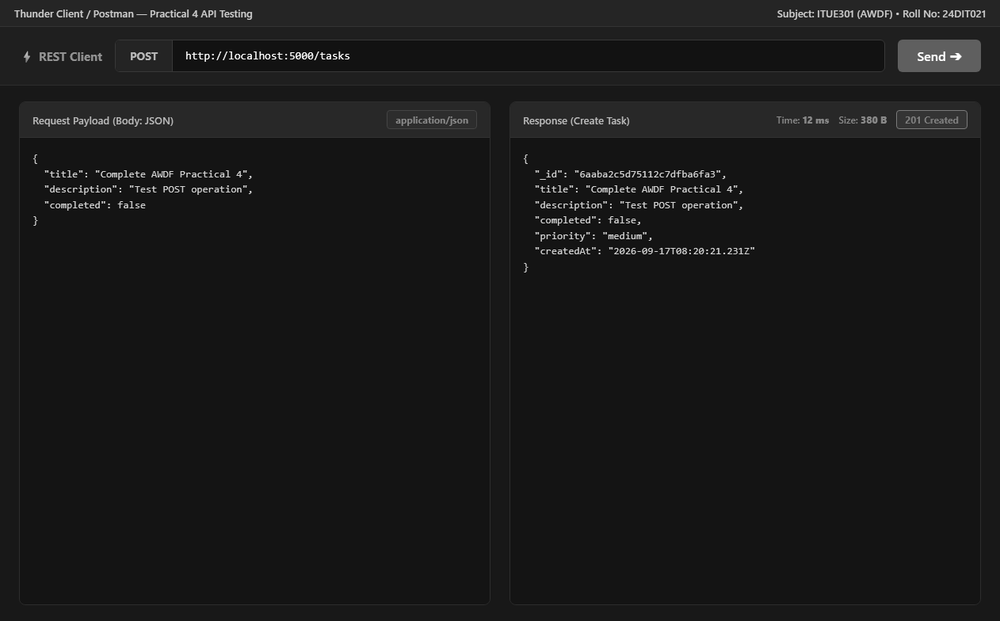 Thunder Client / Postman — Practical 4 API Testing
Subject: ITUE301 (AWDF) • Roll No: 24DIT021
REST Client
POST
http://localhost:5000/tasks
Send ➔
Request Payload (Body: JSON)
application/json
{
  "title": "Complete AWDF Practical 4",
  "description": "Test POST operation",
  "completed": false
}
Response (Create Task)
Time: 12 ms
Size: 380 B
201 Created
{
  "_id": "6aaba2c5d75112c7dfba6fa3",
  "title": "Complete AWDF Practical 4",
  "description": "Test POST operation",
  "completed": false,
  "priority": "medium",
  "createdAt": "2026-09-17T08:20:21.231Z"
}